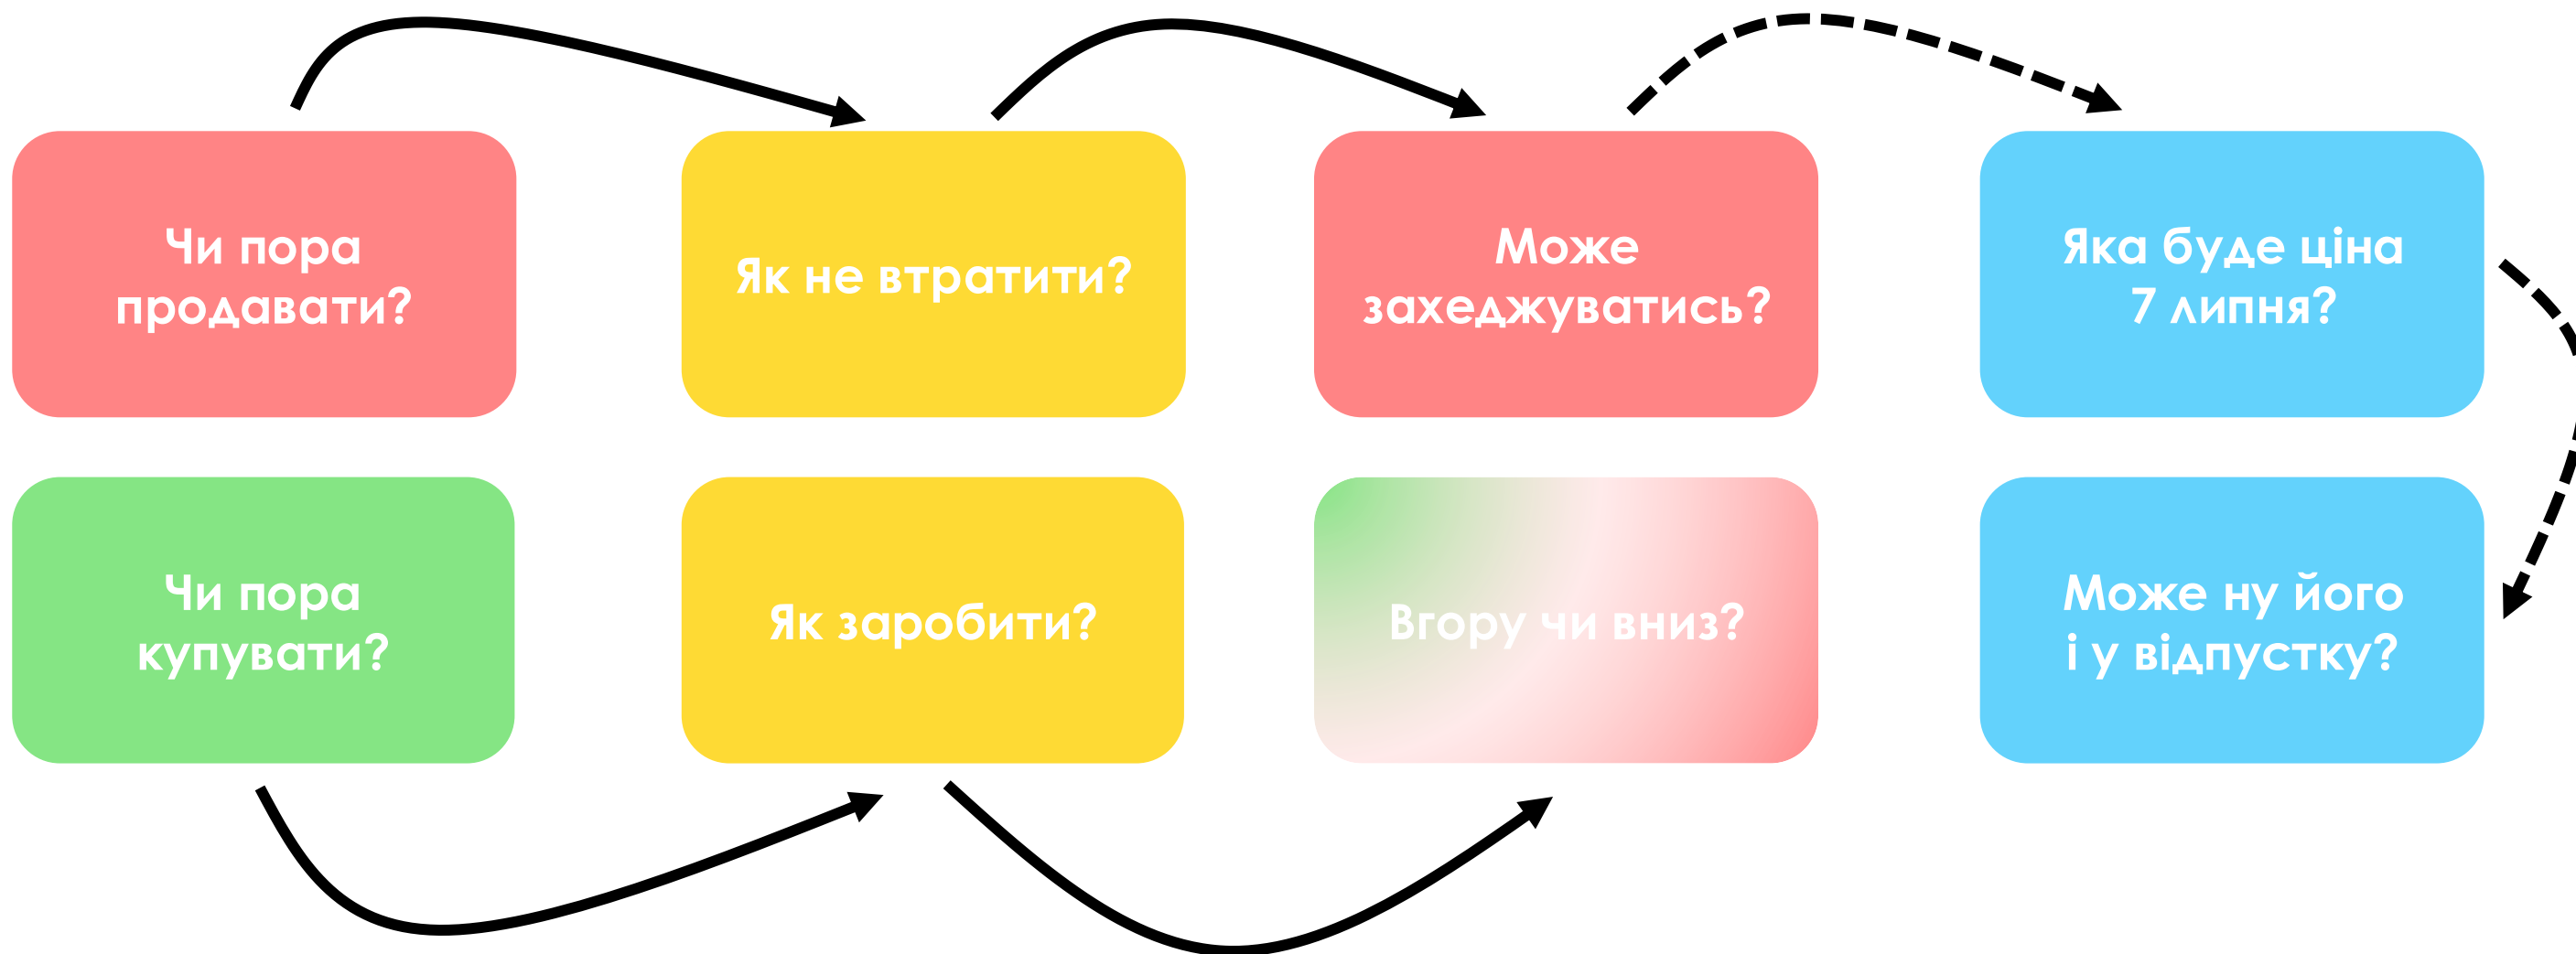 Чи пора
продавати?
Як не втратити?
Може
захеджуватись?
Яка буде ціна
7 липня?
Чи пора
купувати?
Як заробити?
Вгору чи вниз?
Може ну його
і у відпустку?